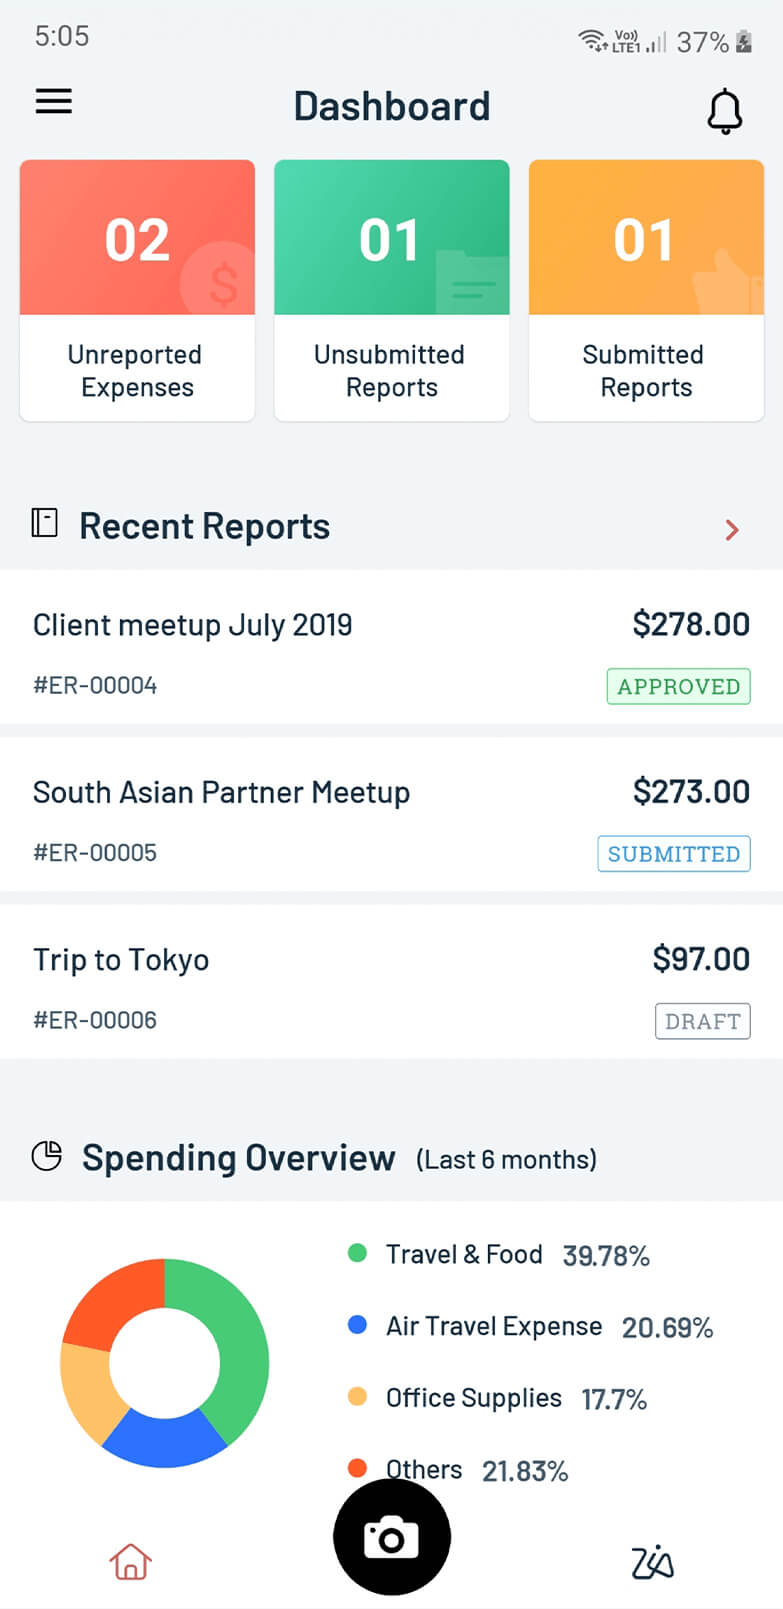 5:05
Vo))
LTE1
37%
Dashboard
02
01
01
$
Unreported
Expenses
Unsubmitted
Reports
Submitted
Reports
Recent Reports
Client meetup July 2019
$278.00
#ER-00004
APPROVED
South Asian Partner Meetup
$273.00
#ER-00005
SUBMITTED
Trip to Tokyo
$97.00
#ER-00006
DRAFT
Spending Overview (Last 6 months)
Travel & Food 39.78%
Air Travel Expense 20.69%
Office Supplies 17.7%
Others 21.83%
ZIA